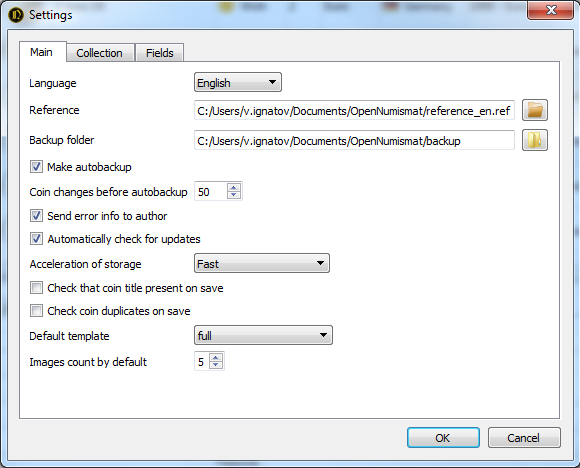 Settings
Main Collection Fields
Language English
Reference C:/Users/v.ignatov/Documents/OpenNumismat/reference_en.ref
Backup folder C:/Users/v.ignatov/Documents/OpenNumismat/backup
Make autobackup
Coin changes before autobackup 50
Send error info to author
Automatically check for updates
Acceleration of storage Fast
Check that coin title present on save
Check coin duplicates on save
Default template full
Images count by default 5
OK Cancel